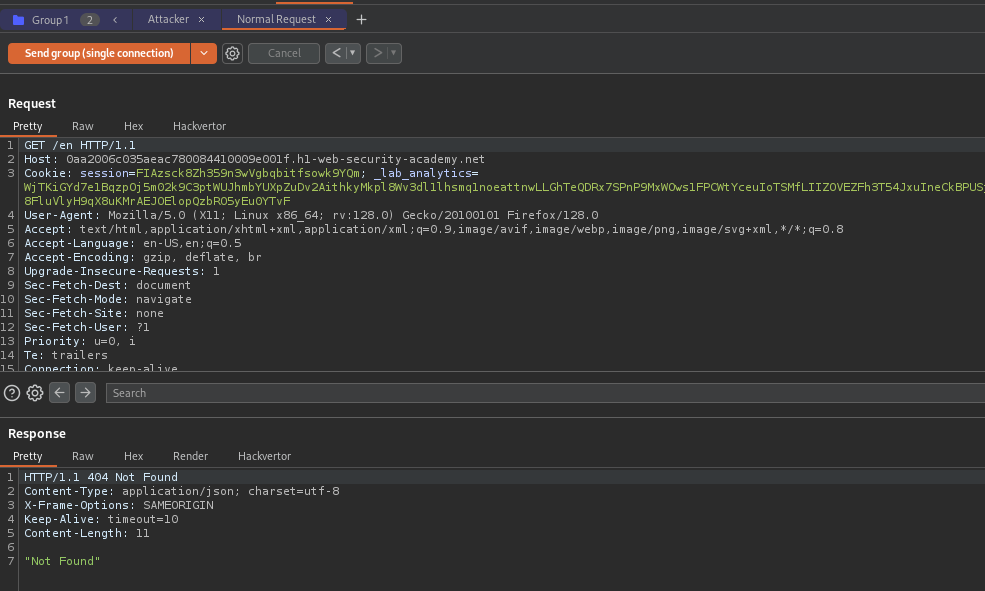 Group1 2 < Attacker × Normal Request × +
Send group (single connection) Cancel < >
Request
Pretty Raw Hex Hackvertor
1 GET /en HTTP/1.1
2 Host: 0aa2006c035aeac780084410009e001f.h1-web-security-academy.net
3 Cookie: session=FIAzsck8Zh359n3wVgbqbitfsowk9YQm; _lab_analytics=
WjTKiGYd7e1BqzpOj5m02k9C3ptWUJhmbYUXpZuDv2AithkyMkpl8Wv3dl1lhsmq1noeattnwLLGhTeQDRx7SPnP9MxWOws1FPCWtYceuIoTSMfLIIZOVEZFh3T54JxuIneCkBPUS
8FluVlyH9qX8uKMrAEJOElopQzbRO5yEu0YTvF
4 User-Agent: Mozilla/5.0 (X11; Linux x86_64; rv:128.0) Gecko/20100101 Firefox/128.0
5 Accept: text/html,application/xhtml+xml,application/xml;q=0.9,image/avif,image/webp,image/png,image/svg+xml,*/*;q=0.8
6 Accept-Language: en-US,en;q=0.5
7 Accept-Encoding: gzip, deflate, br
8 Upgrade-Insecure-Requests: 1
9 Sec-Fetch-Dest: document
10 Sec-Fetch-Mode: navigate
11 Sec-Fetch-Site: none
12 Sec-Fetch-User: ?1
13 Priority: u=0, i
14 Te: trailers
15 Connection: keep-alive
Search
Response
Pretty Raw Hex Render Hackvertor
1 HTTP/1.1 404 Not Found
2 Content-Type: application/json; charset=utf-8
3 X-Frame-Options: SAMEORIGIN
4 Keep-Alive: timeout=10
5 Content-Length: 11
6
7 "Not Found"